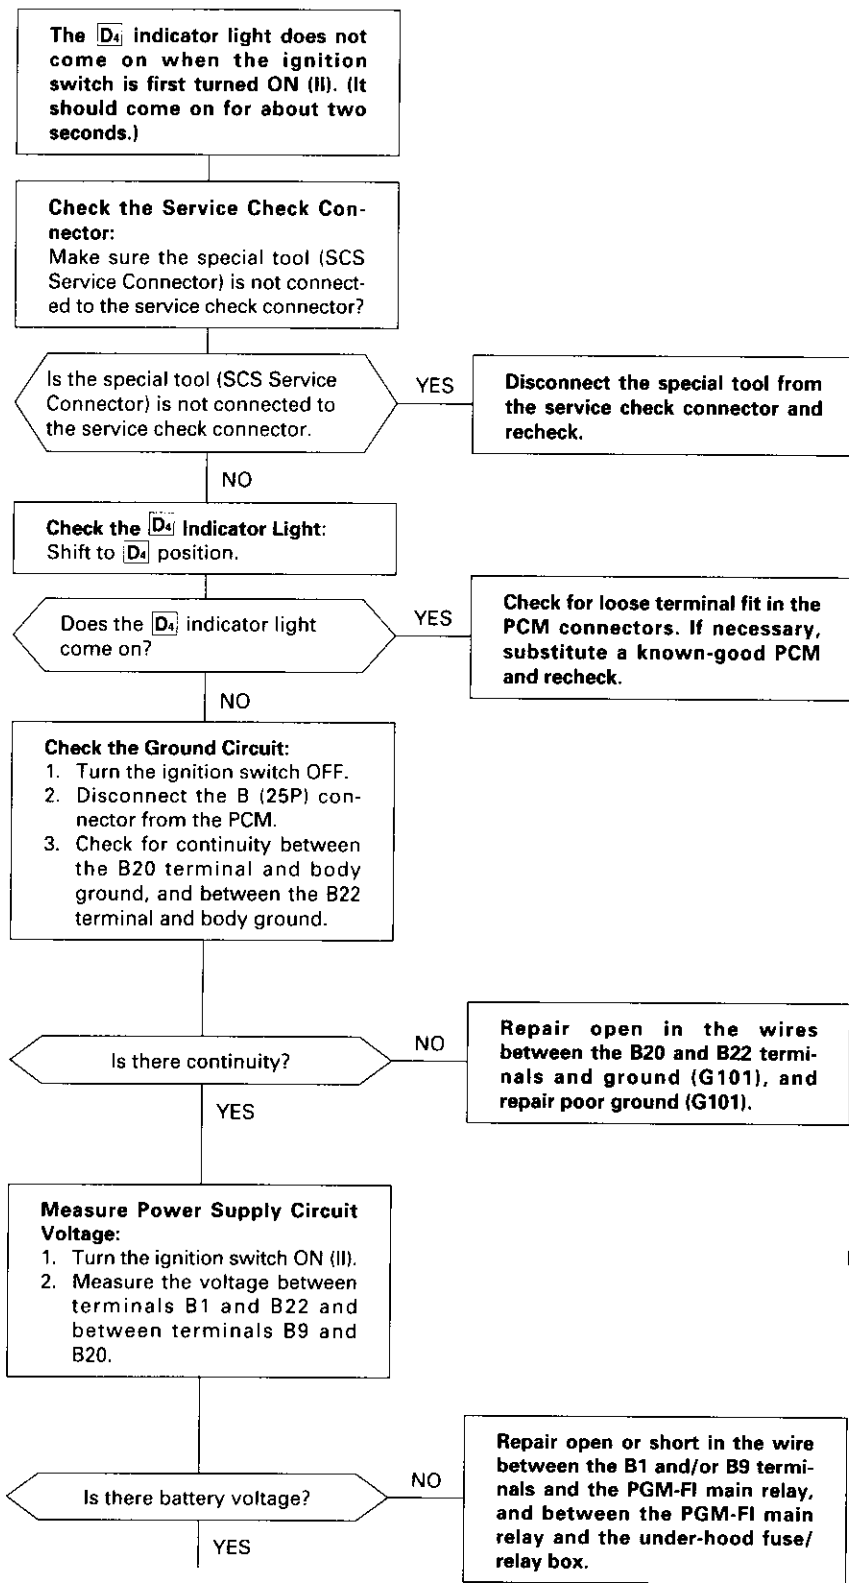 The D4 indicator light does not
come on when the ignition
switch is first turned ON (II). (It
should come on for about two
seconds.)
Check the Service Check Con-
nector:
Make sure the special tool (SCS
Service Connector) is not connect-
ed to the service check connector?
Is the special tool (SCS Service
Connector) is not connected to
the service check connector.
YES
Disconnect the special tool from
the service check connector and
recheck.
NO
Check the D4 Indicator Light:
Shift to D4 position.
Does the D4 indicator light
come on?
YES
Check for loose terminal fit in the
PCM connectors. If necessary,
substitute a known-good PCM
and recheck.
NO
Check the Ground Circuit:
1. Turn the ignition switch OFF.
2. Disconnect the B (25P) con-
nector from the PCM.
3. Check for continuity between
the B20 terminal and body
ground, and between the B22
terminal and body ground.
Is there continuity?
NO
Repair open in the wires
between the B20 and B22 termi-
nals and ground (G101), and
repair poor ground (G101).
YES
Measure Power Supply Circuit
Voltage:
1. Turn the ignition switch ON (II).
2. Measure the voltage between
terminals B1 and B22 and
between terminals B9 and
B20.
Is there battery voltage?
NO
Repair open or short in the wire
between the B1 and/or B9 termi-
nals and the PGM-FI main relay,
and between the PGM-FI main
relay and the under-hood fuse/
relay box.
YES